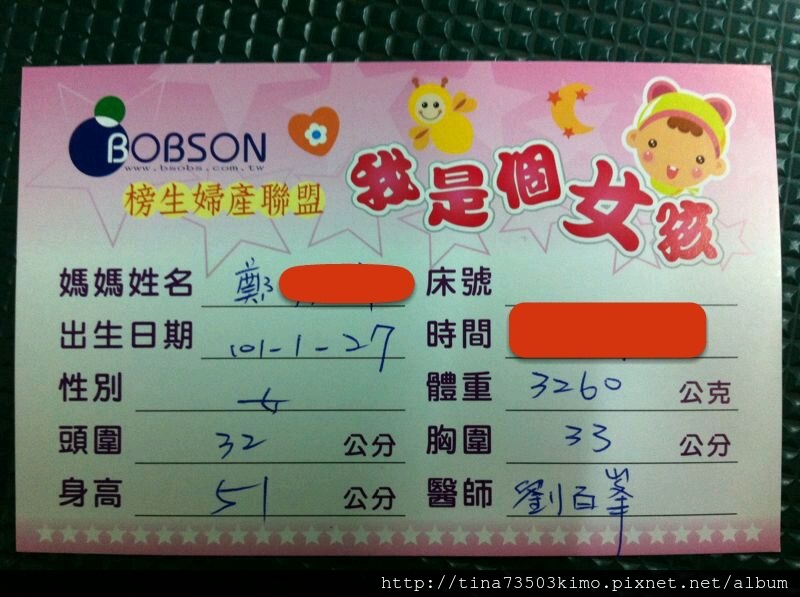 BOBSON
www.bsobs.com.tw
榜生婦產聯盟
我是個女孩
媽媽姓名 鄭 床號
出生日期 101-1-27 時間
性別 女 體重 3260 公克
頭圍 32 公分 胸圍 33 公分
身高 51 公分 醫師 劉百峯
http://tina73503kimo.pixnet.net/album